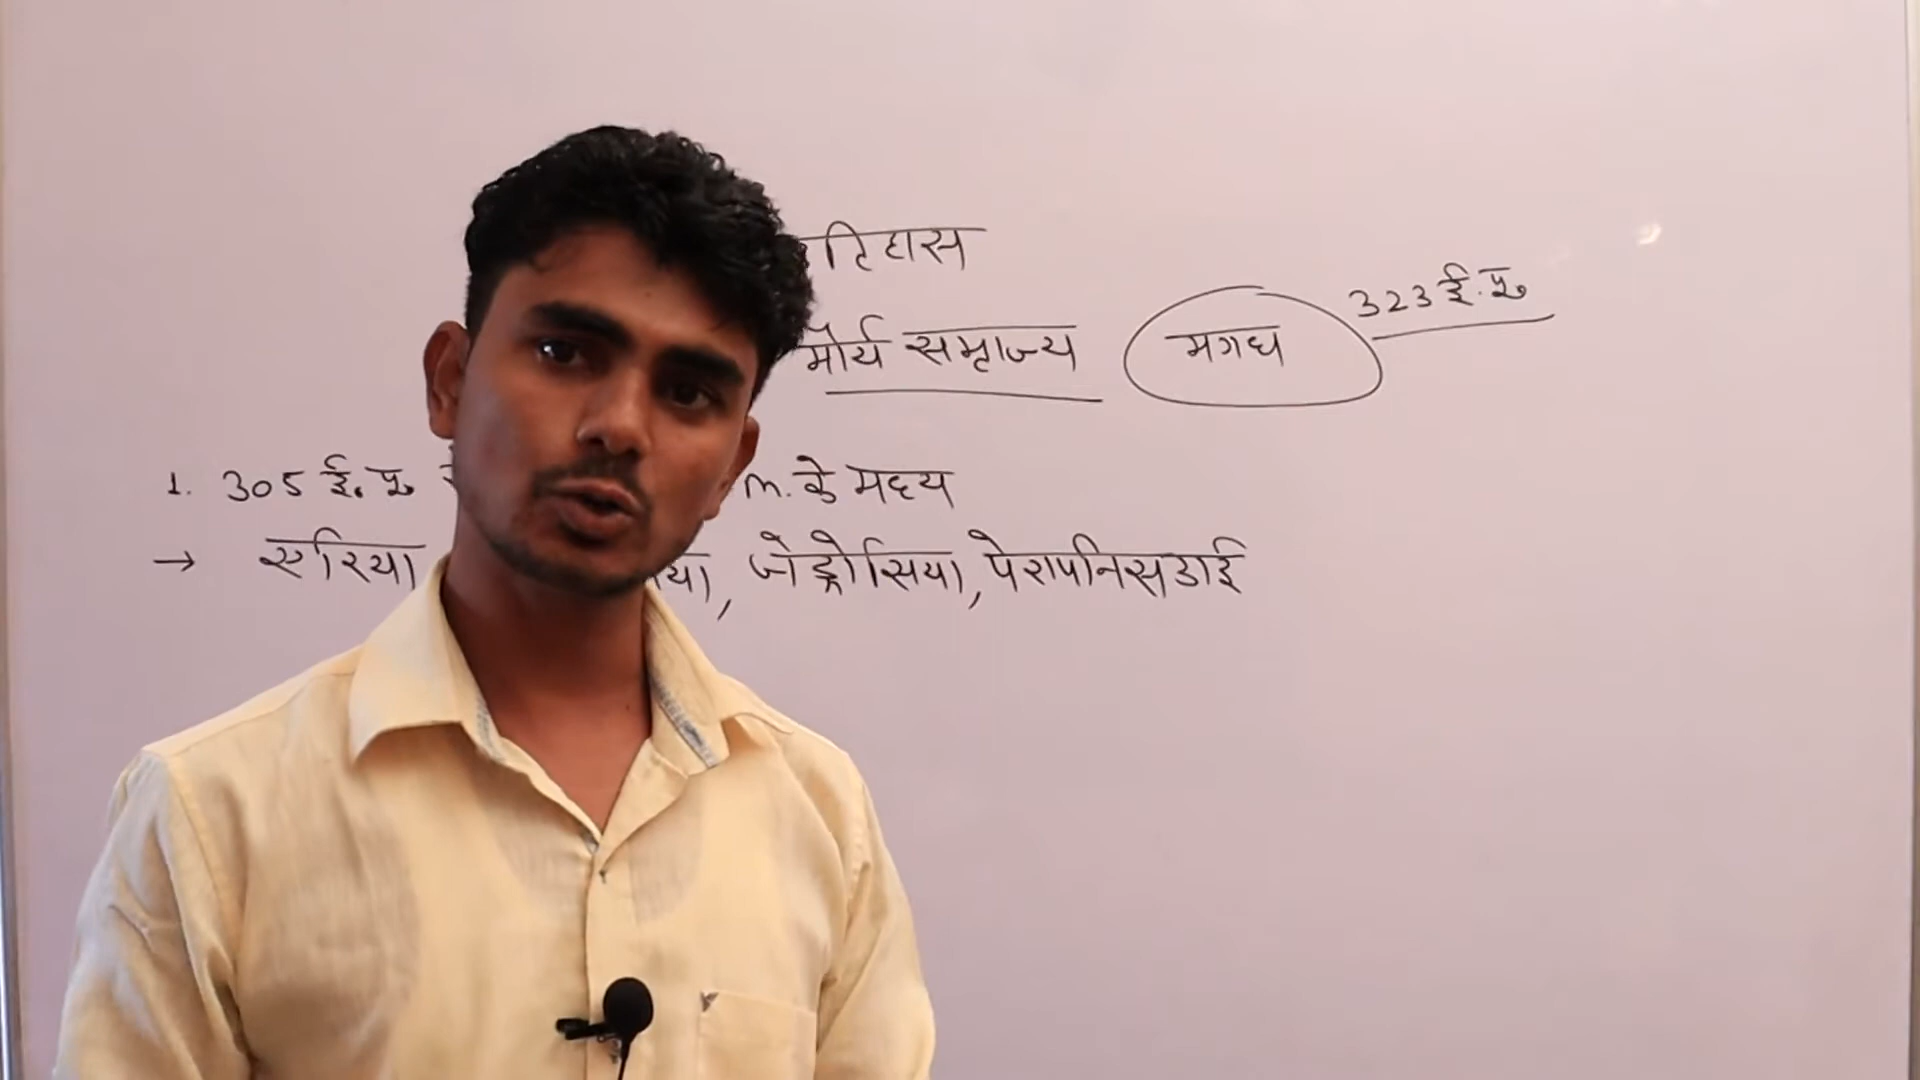 तिहास
मौर्य सम्राज्य मगध 323 ई.पू.
1. 305 ई. पू. m. के मध्य
→ एरिया या, जेड्रोसिया, पेरापनिसडाई